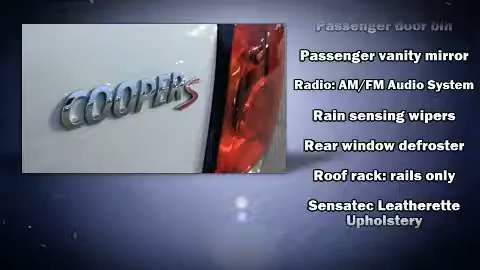 COOPER S
Passenger door bin
Passenger vanity mirror
Radio: AM/FM Audio System
Rain sensing wipers
Rear window defroster
Roof rack: rails only
Sensatec Leatherette
Upholstery